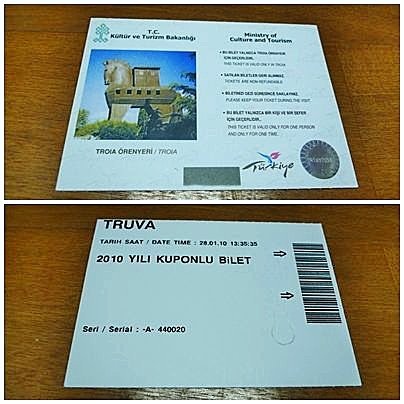 T.C.
Kültür ve Turizm Bakanlığı
Ministry of
Culture and Tourism
• BU BİLET YALNIZCA TROIA ÖRENYERİ
İÇİN GEÇERLİDİR.
THIS TICKET IS VALID ONLY IN TROIA
• SATILAN BİLETLER GERİ ALINMAZ.
TICKETS ARE NON-REFUNDABLE.
• BİLETİNİZİ GEZİ SÜRESİNCE SAKLAYINIZ.
PLEASE KEEP YOUR TICKET DURING THE VISIT.
• BU BİLET YALNIZCA BİR KİŞİ VE BİR SEFER
İÇİN GEÇERLİDİR.
THIS TICKET IS VALID ONLY FOR ONE PERSON
AND ONLY FOR ONE TIME.
TROIA ÖRENYERİ / TROIA
Türkiye
TRUVA
TARIH SAAT / DATE TIME : 28.01.10 13:35:35
2010 YILI KUPONLU BiLET
Seri / Serial : -A- 440020